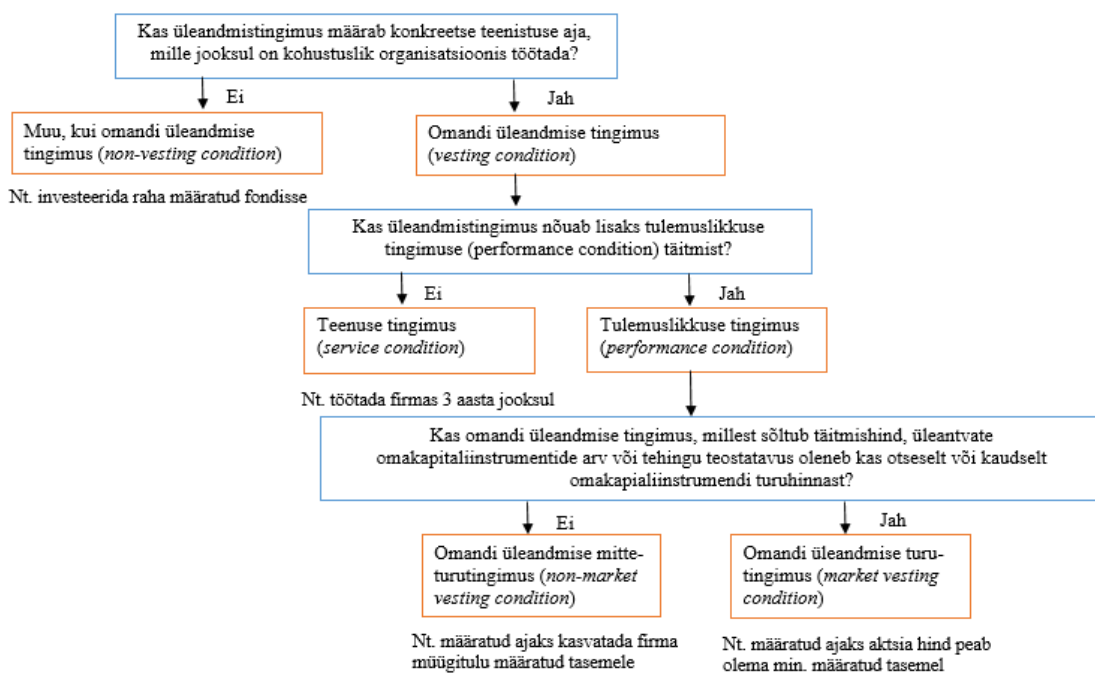 Kas üleandmistingimus määrab konkreetse teenistuse aja,
mille jooksul on kohustuslik organisatsioonis töötada?
Ei
Jah
Muu, kui omandi üleandmise
tingimus (non-vesting condition)
Omandi üleandmise tingimus
(vesting condition)
Nt. investeerida raha määratud fondisse
Kas üleandmistingimus nõuab lisaks tulemuslikkuse
tingimuse (performance condition) täitmist?
Ei
Jah
Teenuse tingimus
(service condition)
Tulemuslikkuse tingimus
(performance condition)
Nt. töötada firmas 3 aasta jooksul
Kas omandi üleandmise tingimus, millest sõltub täitmishind, üleantvate
omakapitaliinstrumentide arv või tehingu teostatavus oleneb kas otseselt või kaudselt
omakapialiinstrumendi turuhinnast?
Ei
Jah
Omandi üleandmise mitte-
turutingimus (non-market
vesting condition)
Omandi üleandmise turu-
tingimus (market vesting
condition)
Nt. määratud ajaks kasvatada firma
müügitulu määratud tasemele
Nt. määratud ajaks aktsia hind peab
olema min. määratud tasemel